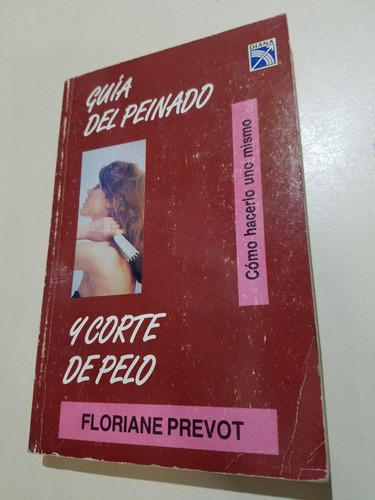 DIANA
GUÍA
DEL PEINADO
Cómo hacerlo uno mismo
Y CORTE
DE PELO
FLORIANE PREVOT